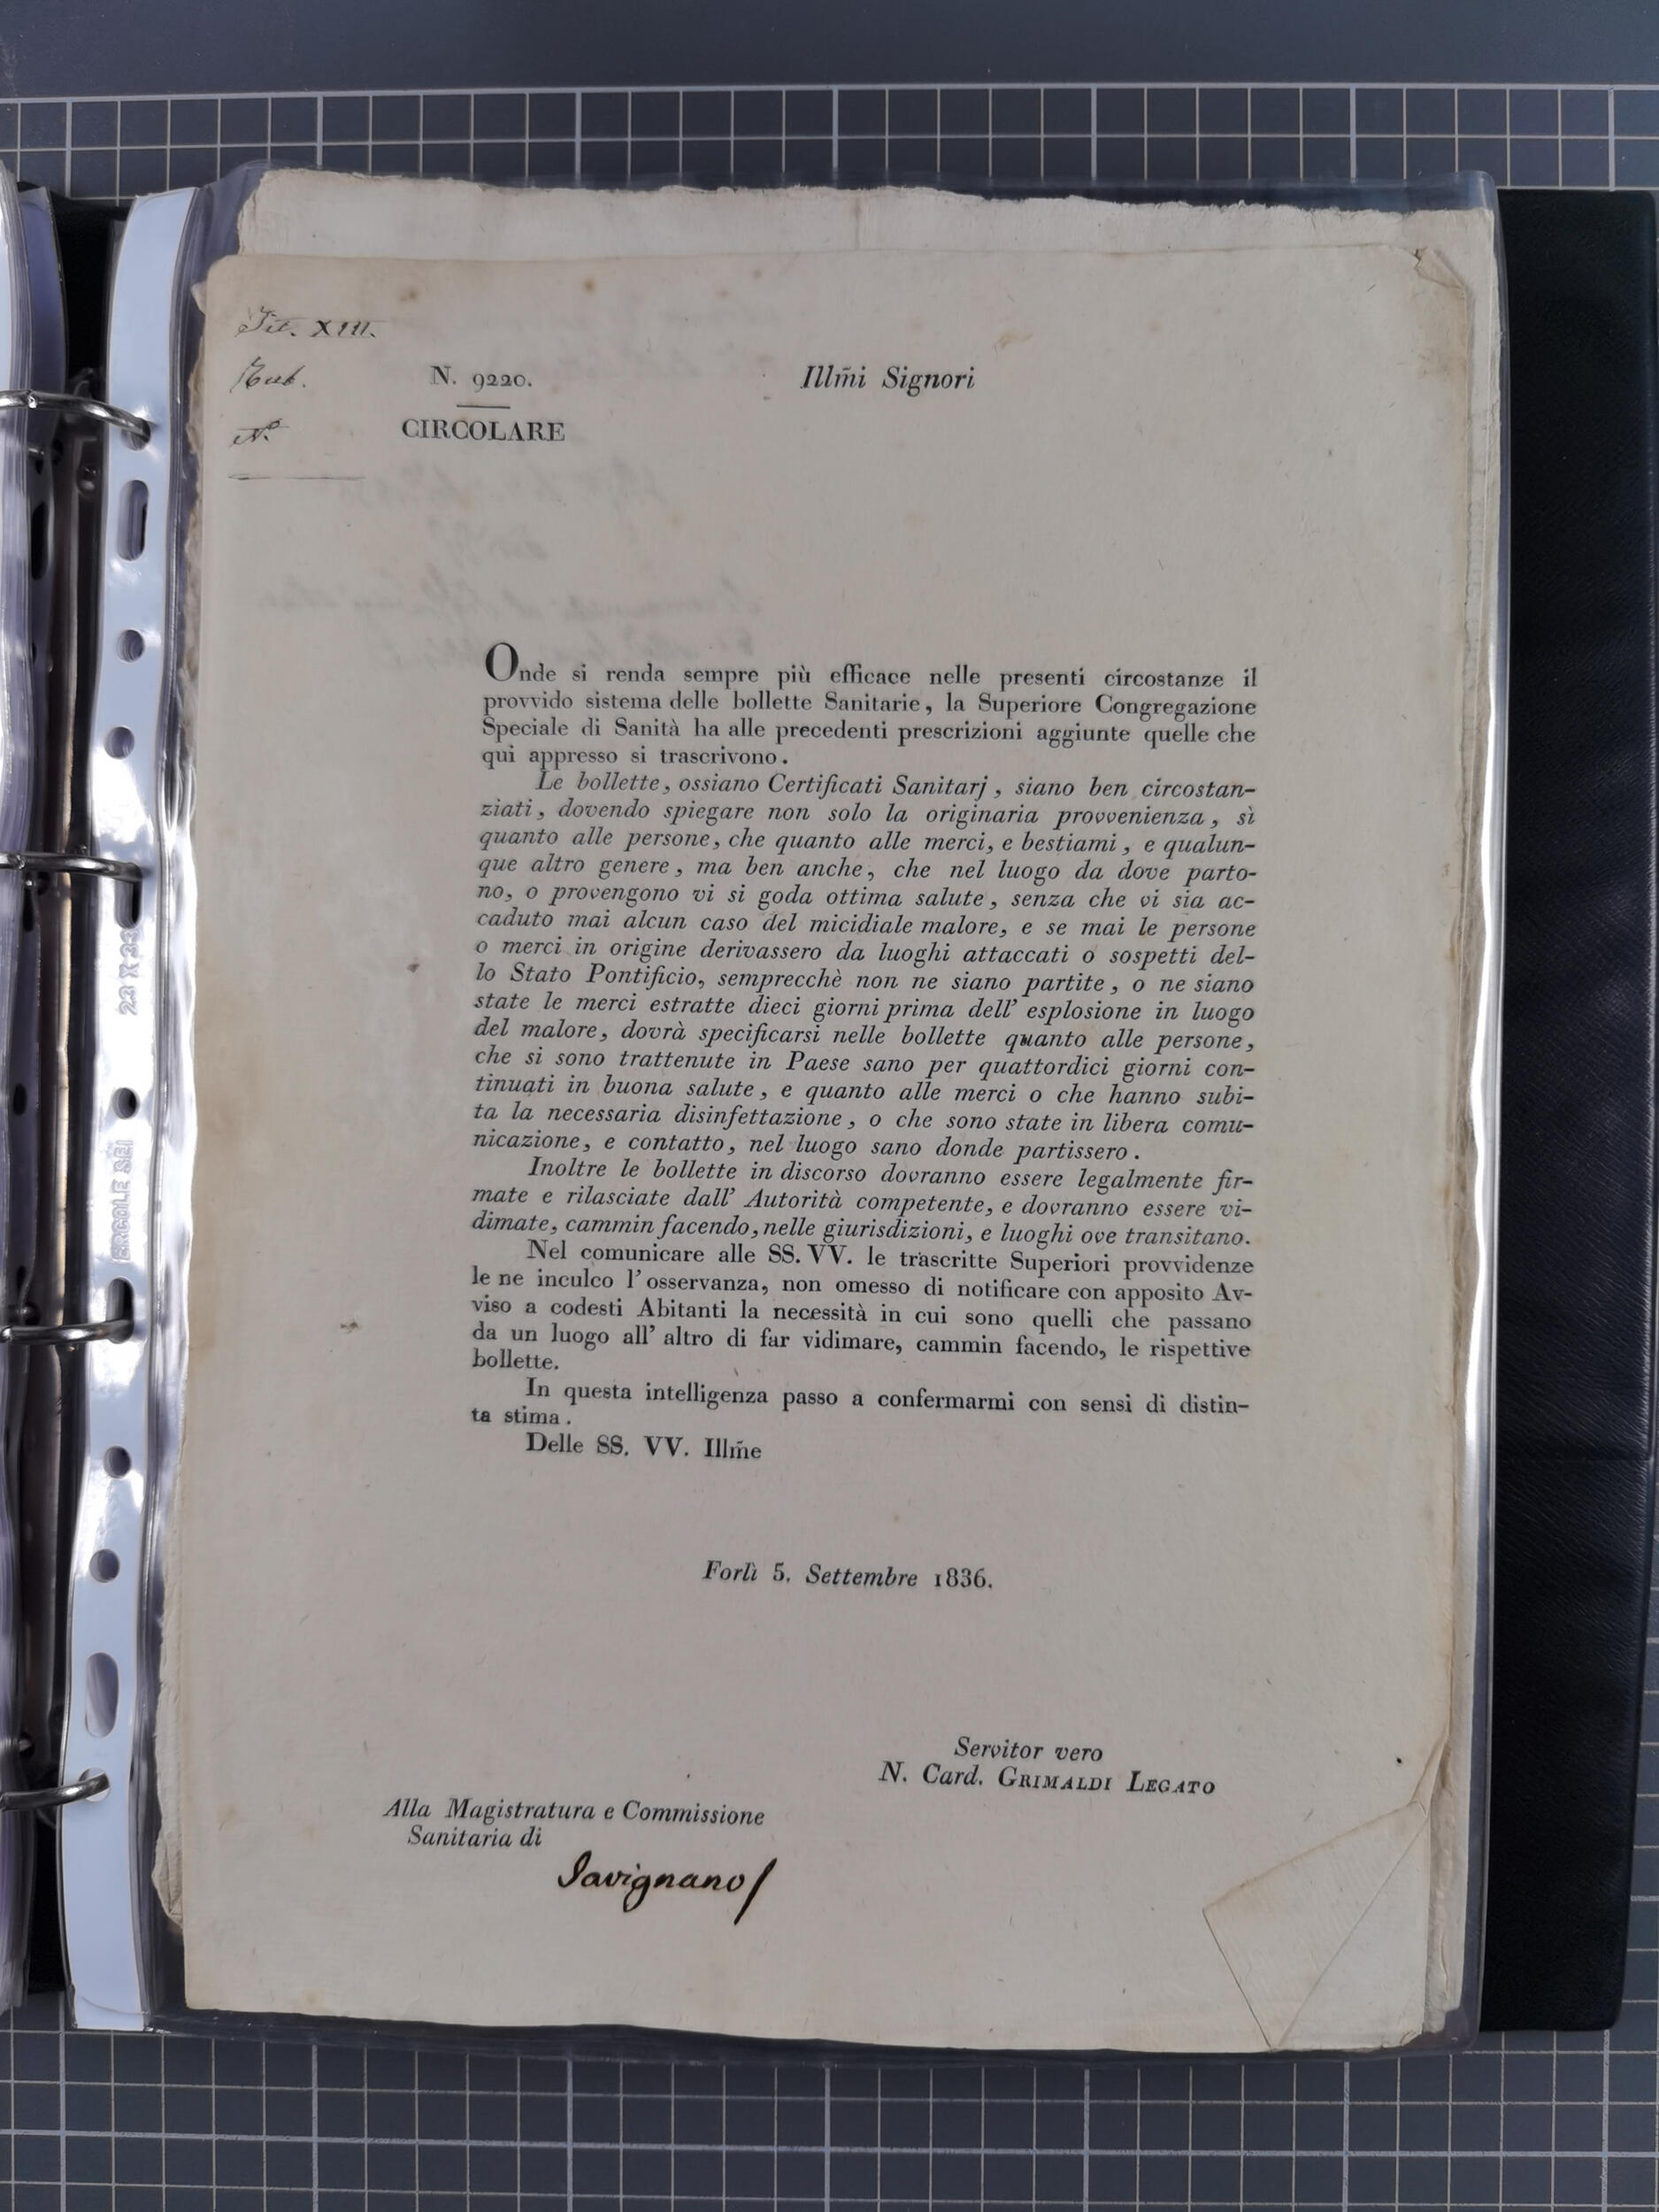 Tit. XIII.
Rub.
N.º
N. 9220.
CIRCOLARE
Illm̃i Signori
Onde si renda sempre più efficace nelle presenti circostanze il
provvido sistema delle bollette Sanitarie, la Superiore Congregazione
Speciale di Sanità ha alle precedenti prescrizioni aggiunte quelle che
qui appresso si trascrivono.
Le bollette, ossiano Certificati Sanitarj, siano ben circostan-
ziati, dovendo spiegare non solo la originaria provvenienza, sì
quanto alle persone, che quanto alle merci, e bestiami, e qualun-
que altro genere, ma ben anche, che nel luogo da dove parto-
no, o provengono vi si goda ottima salute, senza che vi sia ac-
caduto mai alcun caso del micidiale malore, e se mai le persone
o merci in origine derivassero da luoghi attaccati o sospetti del-
lo Stato Pontificio, semprecchè non ne siano partite, o ne siano
state le merci estratte dieci giorni prima dell' esplosione in luogo
del malore, dovrà specificarsi nelle bollette quanto alle persone,
che si sono trattenute in Paese sano per quattordici giorni con-
tinuati in buona salute, e quanto alle merci o che hanno subi-
ta la necessaria disinfettazione, o che sono state in libera comu-
nicazione, e contatto, nel luogo sano donde partissero.
Inoltre le bollette in discorso dovranno essere legalmente fir-
mate e rilasciate dall' Autorità competente, e dovranno essere vi-
dimate, cammin facendo, nelle giurisdizioni, e luoghi ove transitano.
Nel comunicare alle SS. VV. le trascritte Superiori provvidenze
le ne inculco l' osservanza, non omesso di notificare con apposito Av-
viso a codesti Abitanti la necessità in cui sono quelli che passano
da un luogo all' altro di far vidimare, cammin facendo, le rispettive
bollette.
In questa intelligenza passo a confermarmi con sensi di distin-
ta stima.
Delle SS. VV. Illm̃e
Forlì 5. Settembre 1836.
Servitor vero
N. Card. GRIMALDI LEGATO
Alla Magistratura e Commissione
Sanitaria di
Savignano
23 X 33
ERCOLE SEI